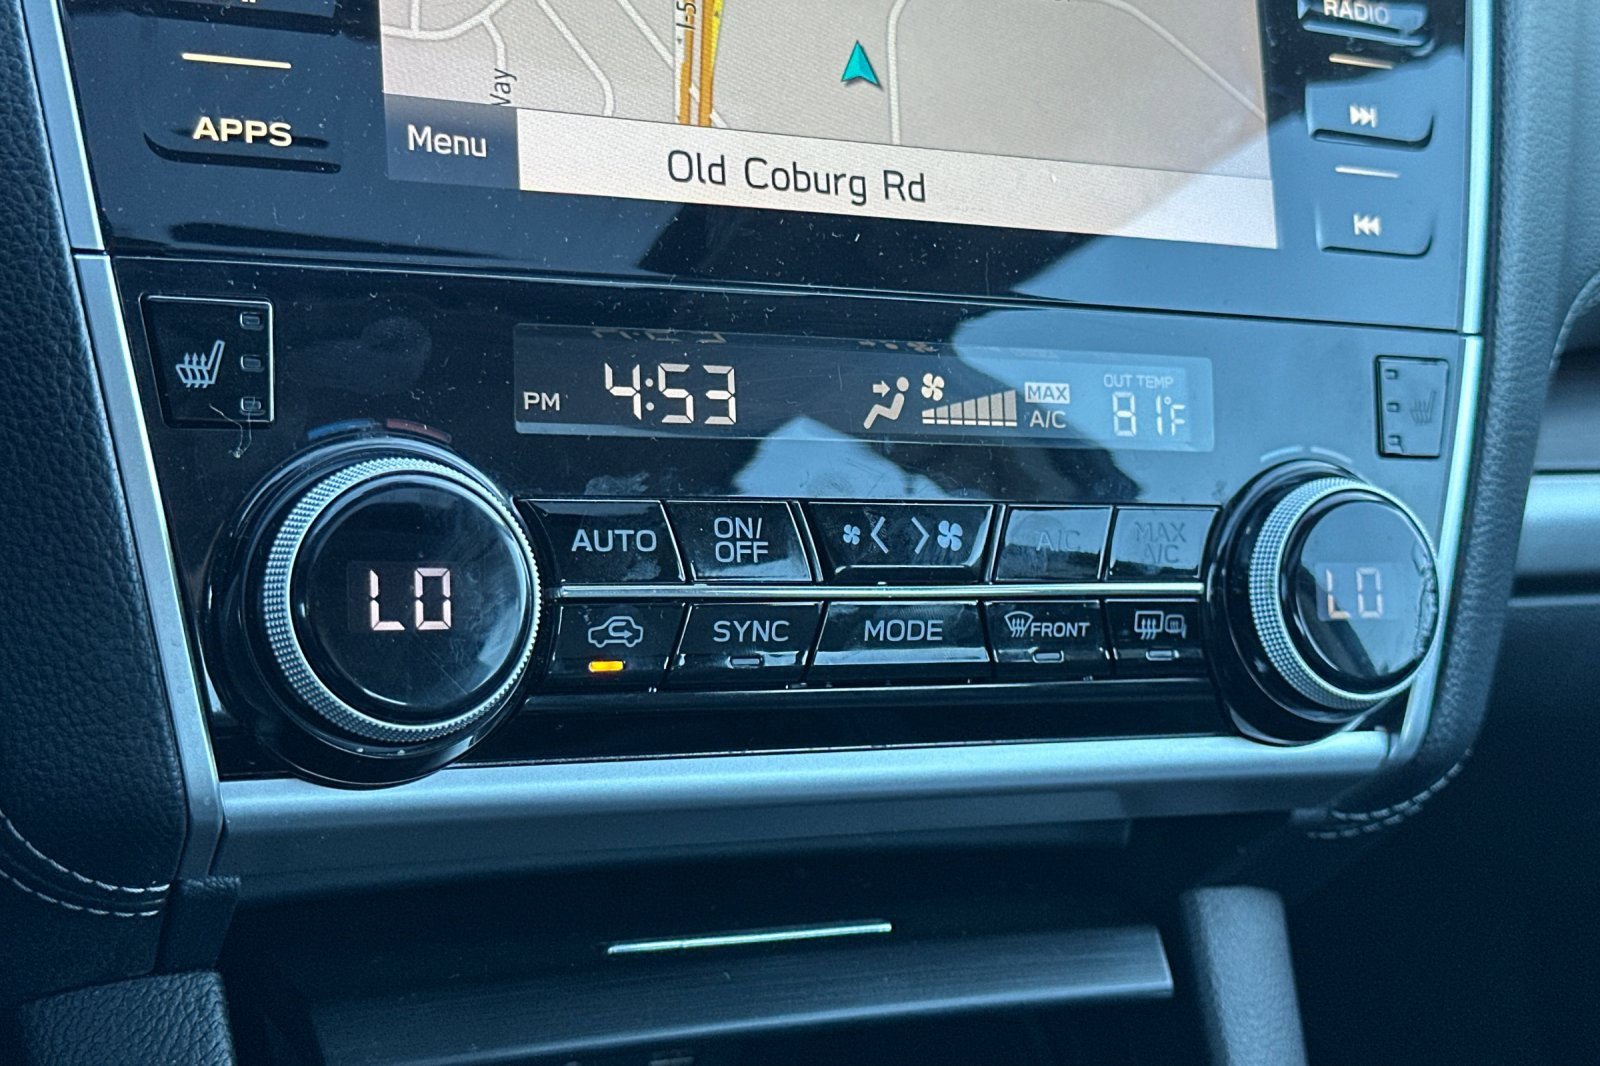 RADIO
I-5
Way
APPS
Menu
Old Coburg Rd
PM 4:53
MAX
A/C
OUT TEMP
81°F
AUTO
ON/
OFF
A/C
MAX
A/C
LO
LO
SYNC
MODE
FRONT